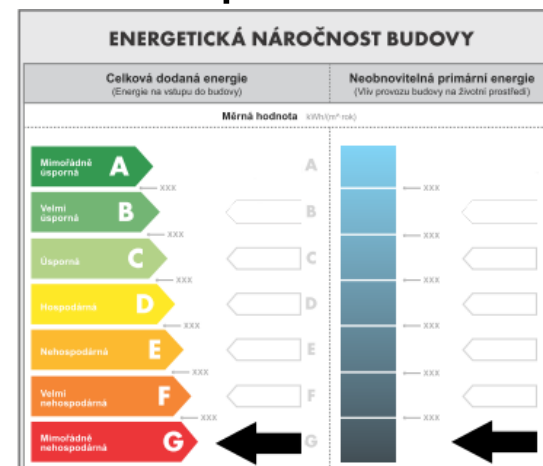 ENERGETICKÁ NÁROČNOST BUDOVY
Celková dodaná energie
(Energie na vstupu do budovy)
Neobnovitelná primární energie
(Vliv provozu budovy na životní prostředí)
Měrná hodnota kWh/(m² rok)
Mimořádně
úsporná
A
A
XXX
XXX
Velmi
úsporná
B
B
XXX
XXX
Úsporná
C
C
XXX
XXX
Hospodárná
D
D
XXX
XXX
Nehospodárná
E
E
XXX
XXX
Velmi
nehospodárná
F
F
XXX
XXX
Mimořádně
nehospodárná
G
G